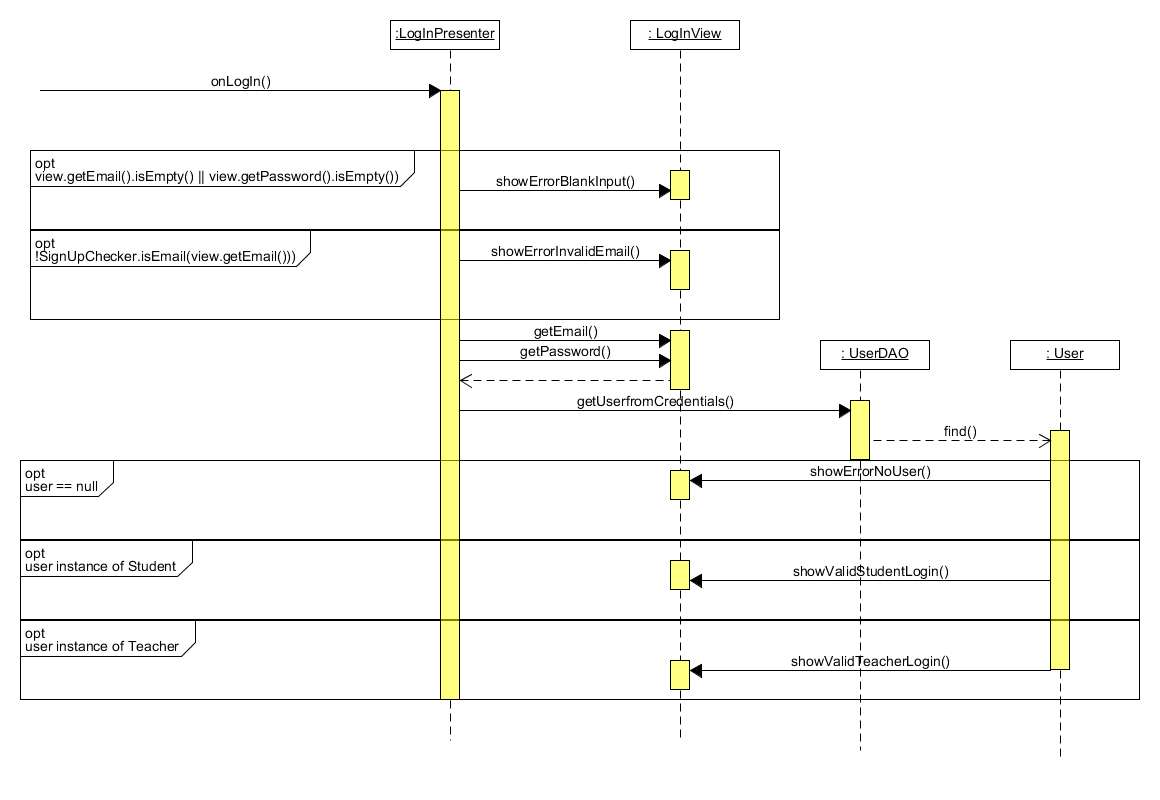 :LogInPresenter
: LogInView
onLogIn()
opt
view.getEmail().isEmpty() || view.getPassword().isEmpty())
showErrorBlankInput()
opt
!SignUpChecker.isEmail(view.getEmail()))
showErrorInvalidEmail()
getEmail()
getPassword()
: UserDAO
: User
getUserfromCredentials()
find()
opt
user == null
showErrorNoUser()
opt
user instance of Student
showValidStudentLogin()
opt
user instance of Teacher
showValidTeacherLogin()